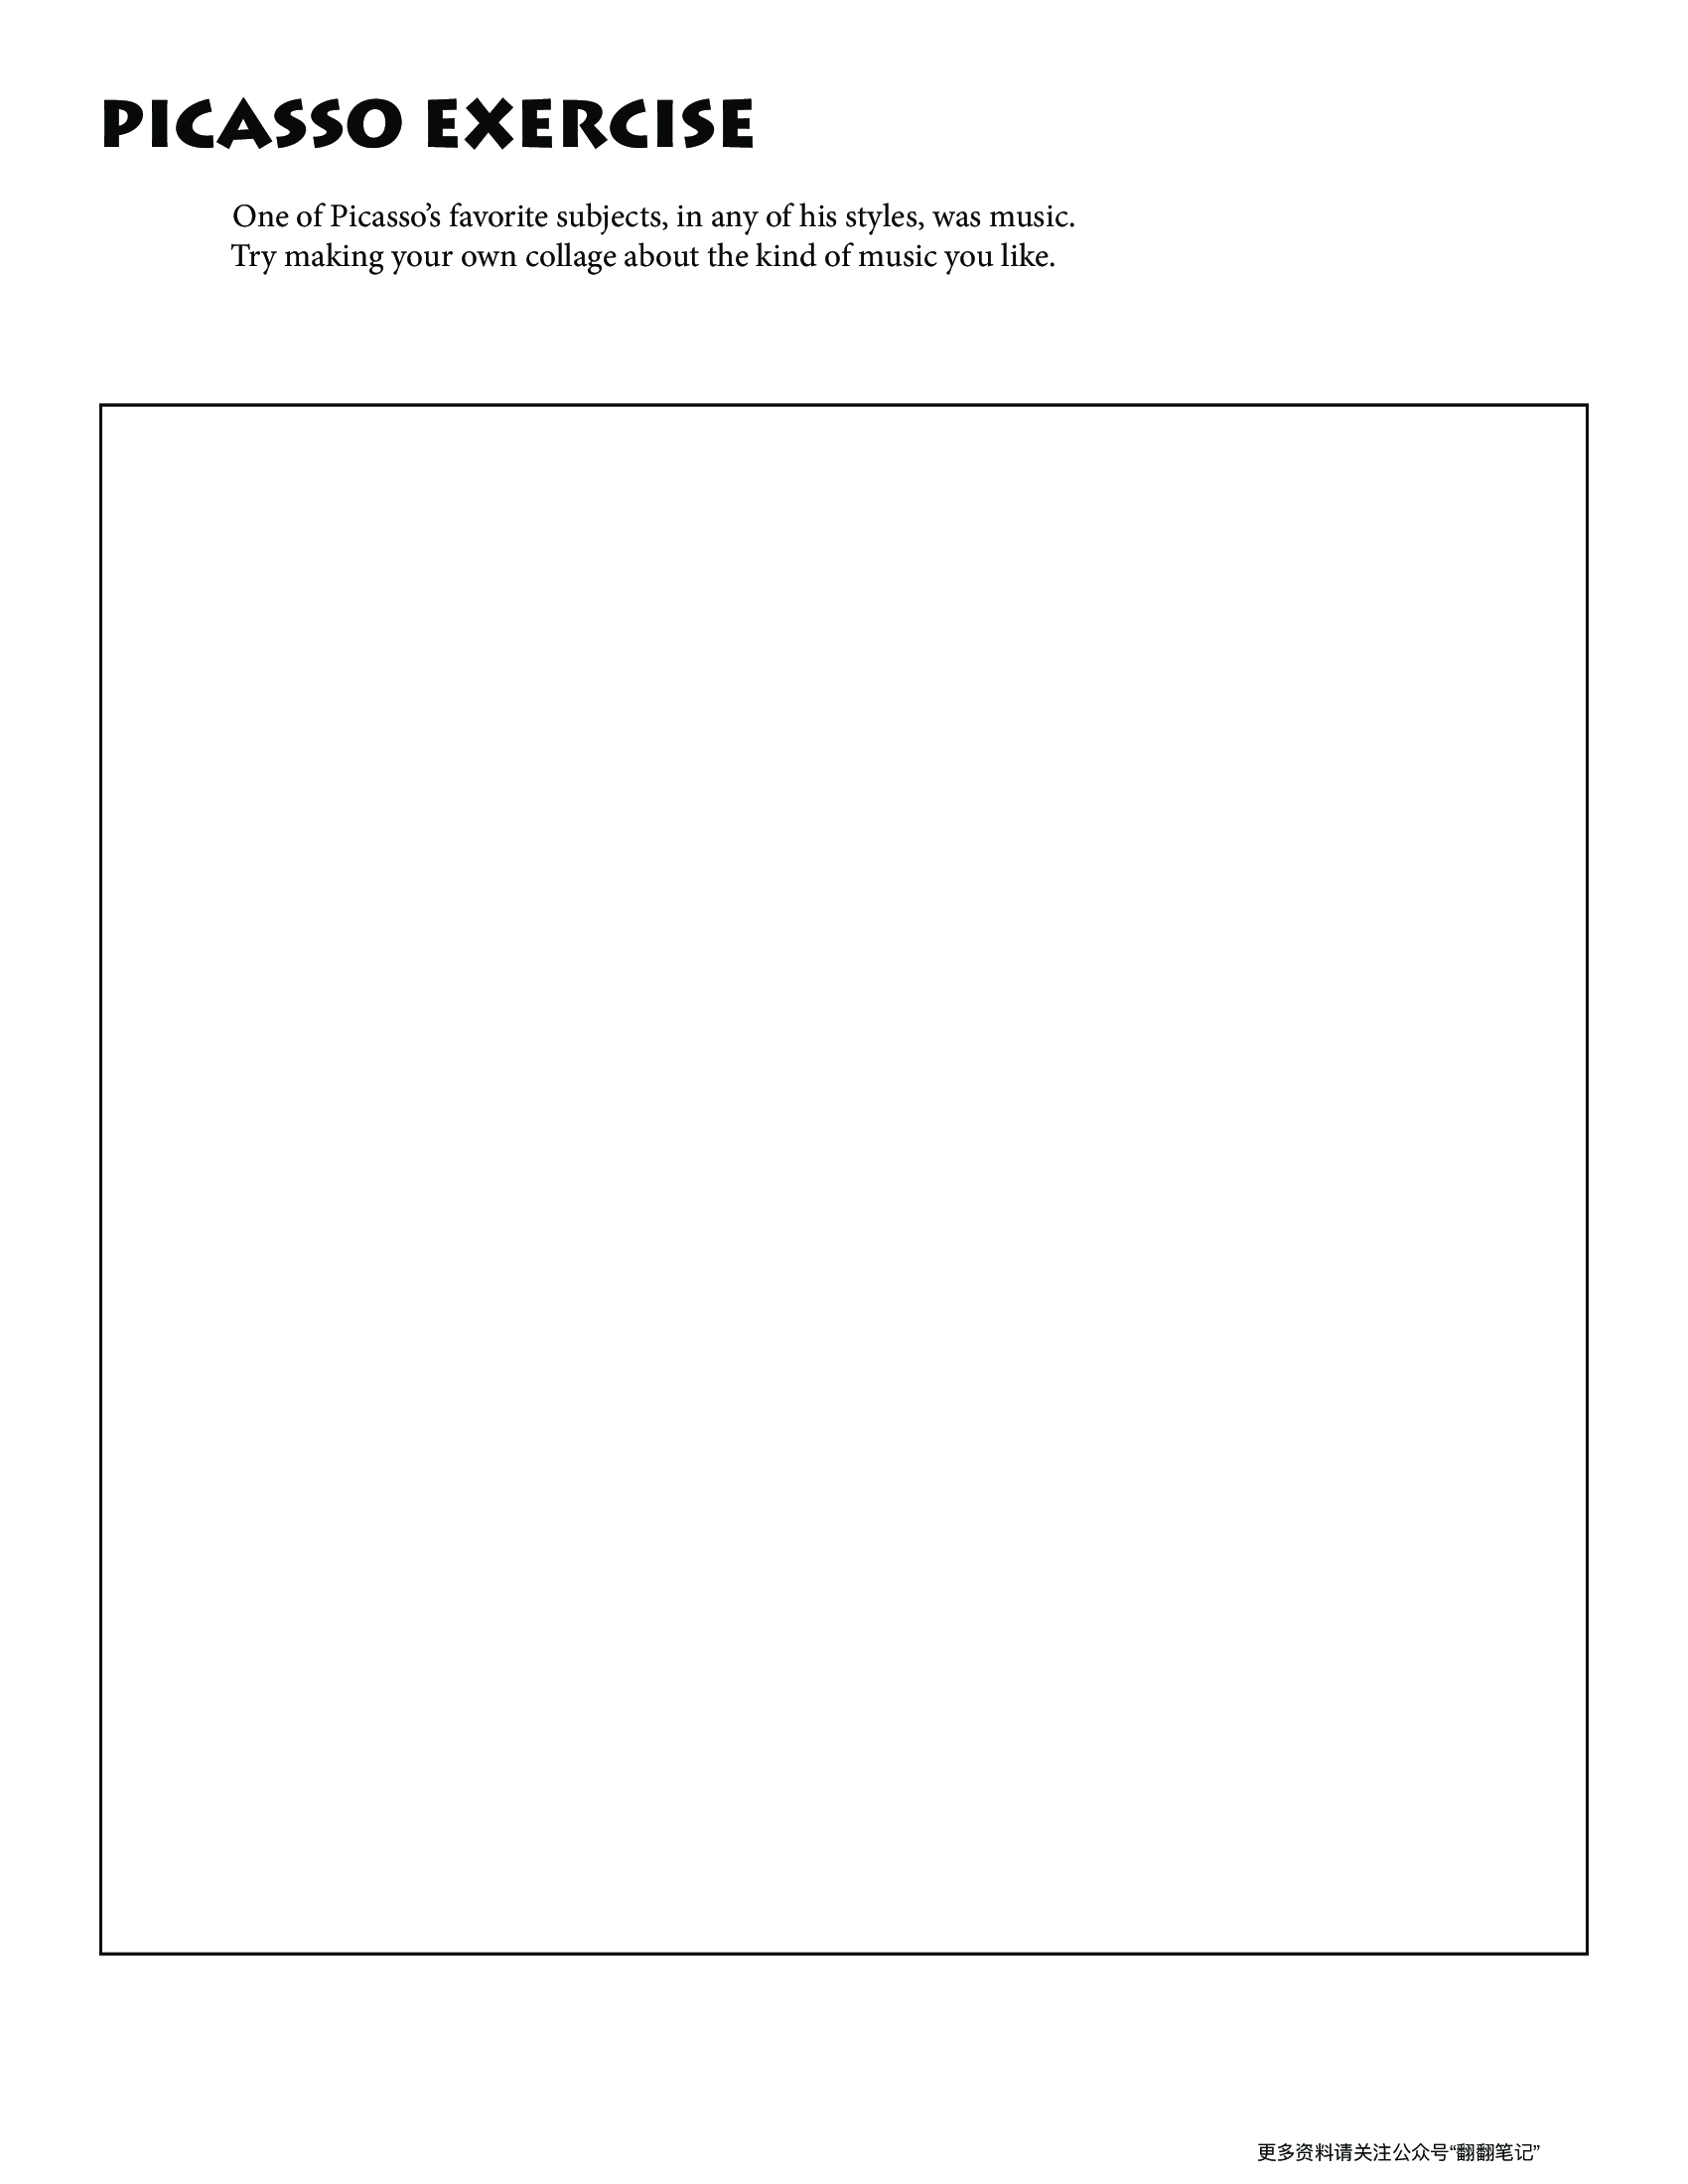 PICASSO EXERCISE
One of Picasso’s favorite subjects, in any of his styles, was music.
Try making your own collage about the kind of music you like.
更多资料请关注公众号“翻翻笔记”